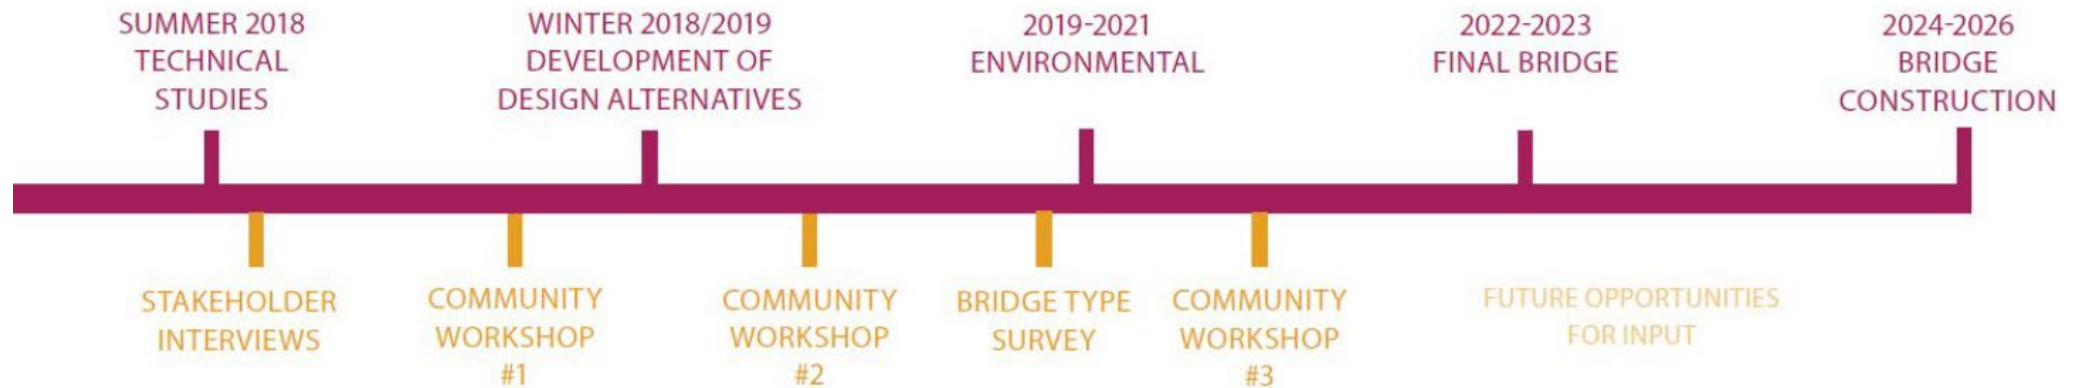 SUMMER 2018
TECHNICAL
STUDIES
WINTER 2018/2019
DEVELOPMENT OF
DESIGN ALTERNATIVES
2019-2021
ENVIRONMENTAL
2022-2023
FINAL BRIDGE
2024-2026
BRIDGE
CONSTRUCTION
STAKEHOLDER
INTERVIEWS
COMMUNITY
WORKSHOP
#1
COMMUNITY
WORKSHOP
#2
BRIDGE TYPE
SURVEY
COMMUNITY
WORKSHOP
#3
FUTURE OPPORTUNITIES
FOR INPUT